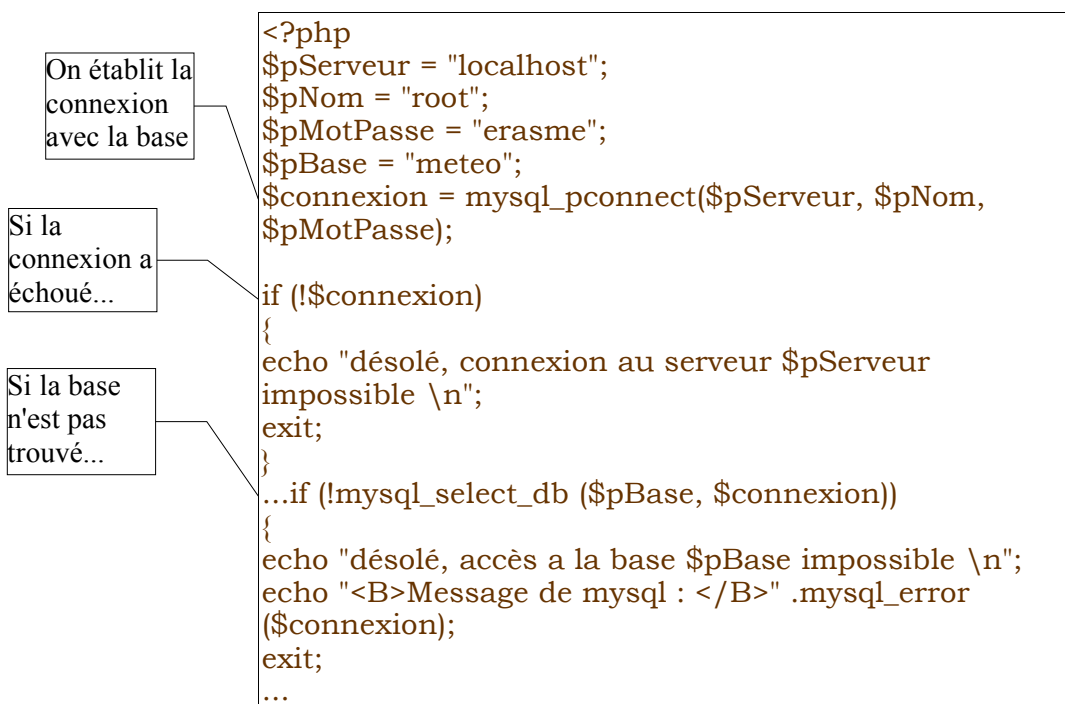 On établit la
connexion
avec la base
Si la
connexion a
échoué...
Si la base
n'est pas
trouvé...
<?php
$pServeur = "localhost";
$pNom = "root";
$pMotPasse = "erasme";
$pBase = "meteo";
$connexion = mysql_pconnect($pServeur, $pNom,
$pMotPasse);
if (!$connexion)
{
echo "désolé, connexion au serveur $pServeur
impossible \n";
exit;
}
...if (!mysql_select_db ($pBase, $connexion))
{
echo "désolé, accès a la base $pBase impossible \n";
echo "<B>Message de mysql : </B>" .mysql_error
($connexion);
exit;
...